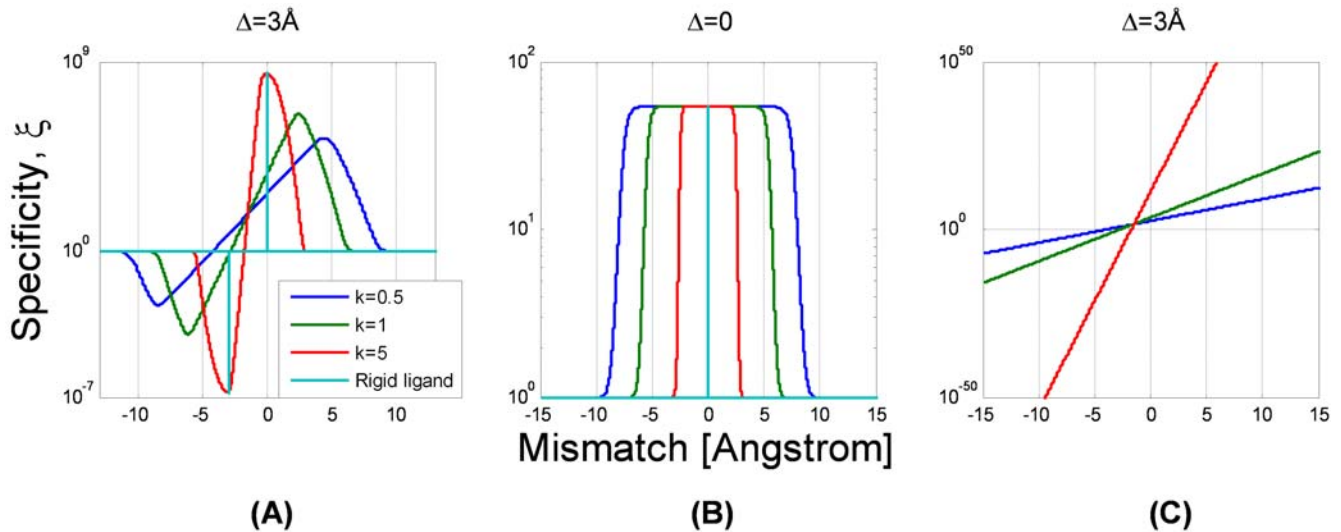 Δ=3Å
Δ=0
Δ=3Å
Specificity, ξ
10^9
10^0
10^-7
-10 -5 0 5 10
k=0.5
k=1
k=5
Rigid ligand
10^2
10^1
10^0
-15 -10 -5 0 5 10 15
10^50
10^0
10^-50
-15 -10 -5 0 5 10 15
Mismatch [Angstrom]
(A)
(B)
(C)